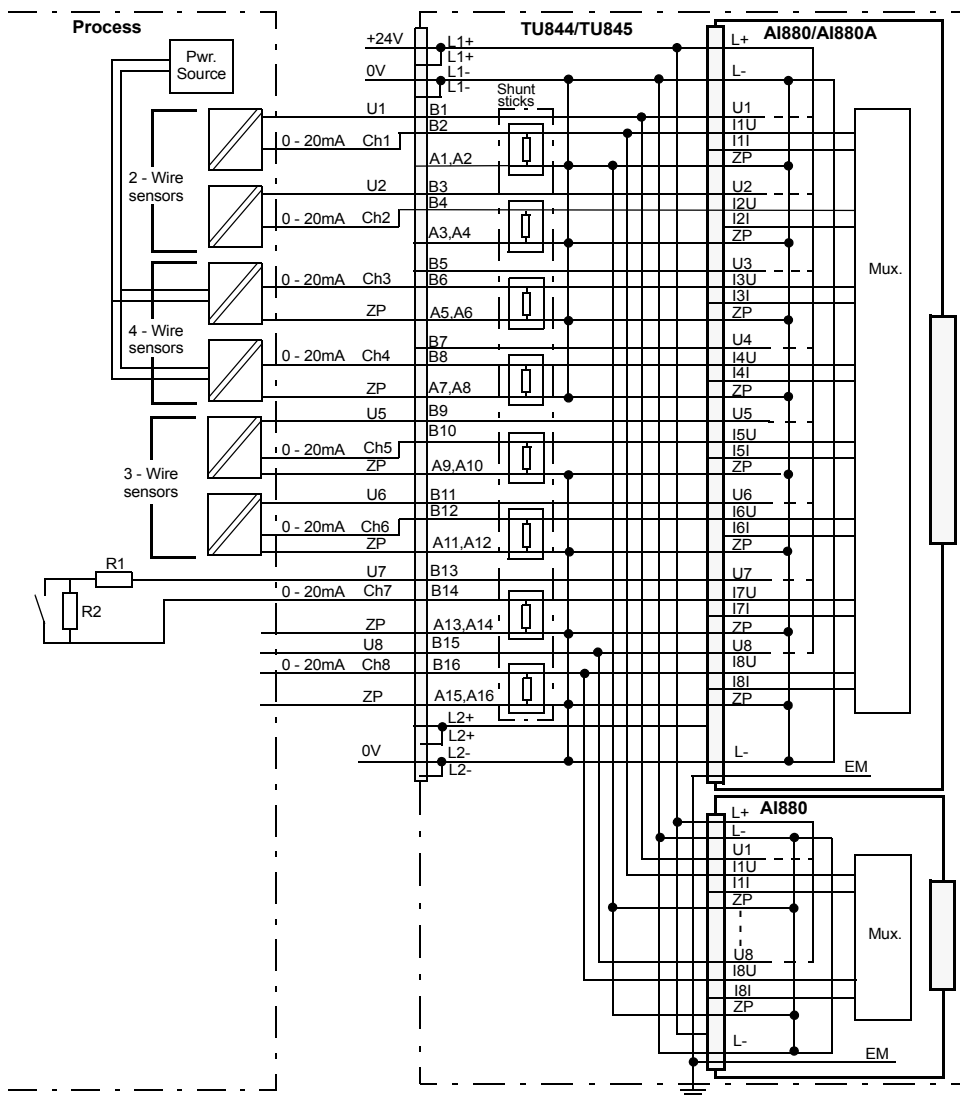 Process
TU844/TU845
AI880/AI880A
Pwr.
Source
+24V
L1+
L1+
0V
L1-
L1-
L+
L-
Shunt
sticks
2 - Wire
sensors
U1
B1
U1
0 - 20mA
Ch1
B2
I1U
I1I
A1,A2
ZP
U2
B3
U2
0 - 20mA
Ch2
B4
I2U
I2I
A3,A4
ZP
4 - Wire
sensors
B5
U3
0 - 20mA
Ch3
B6
I3U
I3I
ZP
A5,A6
ZP
Mux.
B7
U4
0 - 20mA
Ch4
B8
I4U
I4I
ZP
A7,A8
ZP
3 - Wire
sensors
U5
B9
U5
B10
I5U
0 - 20mA
Ch5
I5I
ZP
A9,A10
ZP
U6
B11
U6
B12
I6U
0 - 20mA
Ch6
I6I
ZP
A11,A12
ZP
R1
R2
U7
B13
U7
0 - 20mA
Ch7
B14
I7U
I7I
ZP
A13,A14
ZP
U8
B15
U8
0 - 20mA
Ch8
B16
I8U
I8I
ZP
A15,A16
ZP
L2+
L2+
0V
L2-
L2-
L-
EM
AI880
L+
L-
U1
I1U
I1I
ZP
Mux.
U8
I8U
I8I
ZP
L-
EM